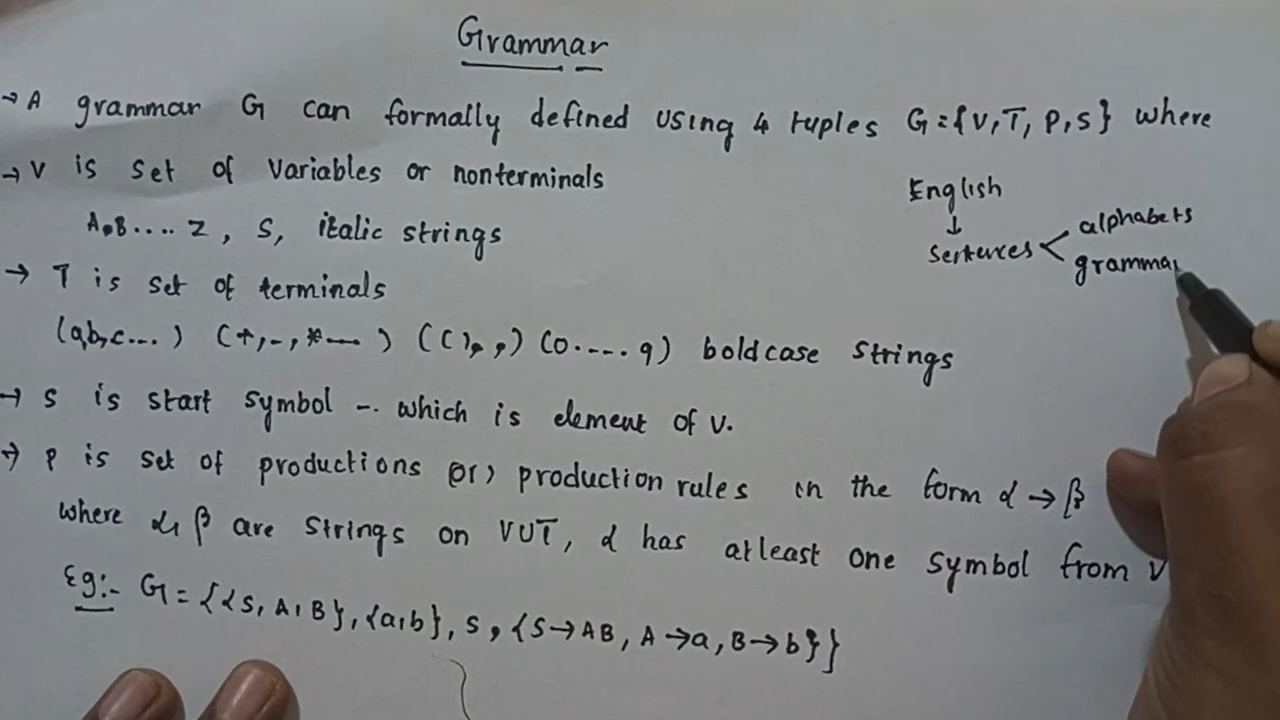 Grammar
→ A grammar G can formally defined using 4 tuples G = {V, T, P, S} where
→ V is set of variables or nonterminals
A, B .... Z, S, italic strings
English
↓
sentences < alphabets
grammar
→ T is set of terminals
(a,b,c...) (+,-,*....) ((),,,) (0....9) boldcase strings
→ S is start symbol -. which is element of V.
→ P is set of productions (or) production rules in the form α → β
where α, β are strings on VUT, α has atleast one symbol from V
Eg:- G = {{S, A, B}, {a,b}, S, {S→AB, A→a, B→b}}